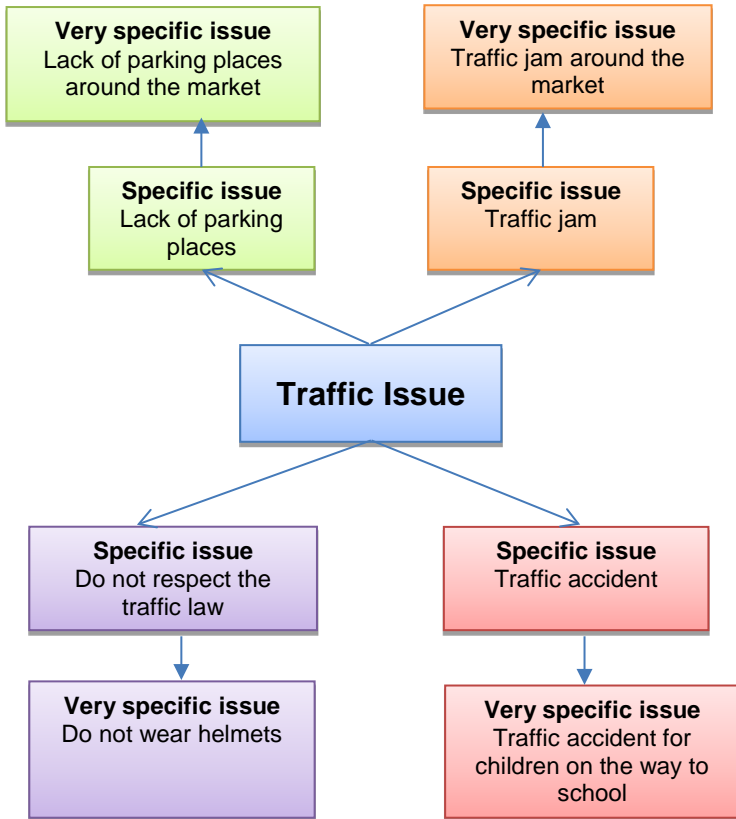 Very specific issue
Lack of parking places
around the market
Very specific issue
Traffic jam around the
market
Specific issue
Lack of parking
places
Specific issue
Traffic jam
Traffic Issue
Specific issue
Do not respect the
traffic law
Specific issue
Traffic accident
Very specific issue
Do not wear helmets
Very specific issue
Traffic accident for
children on the way to
school